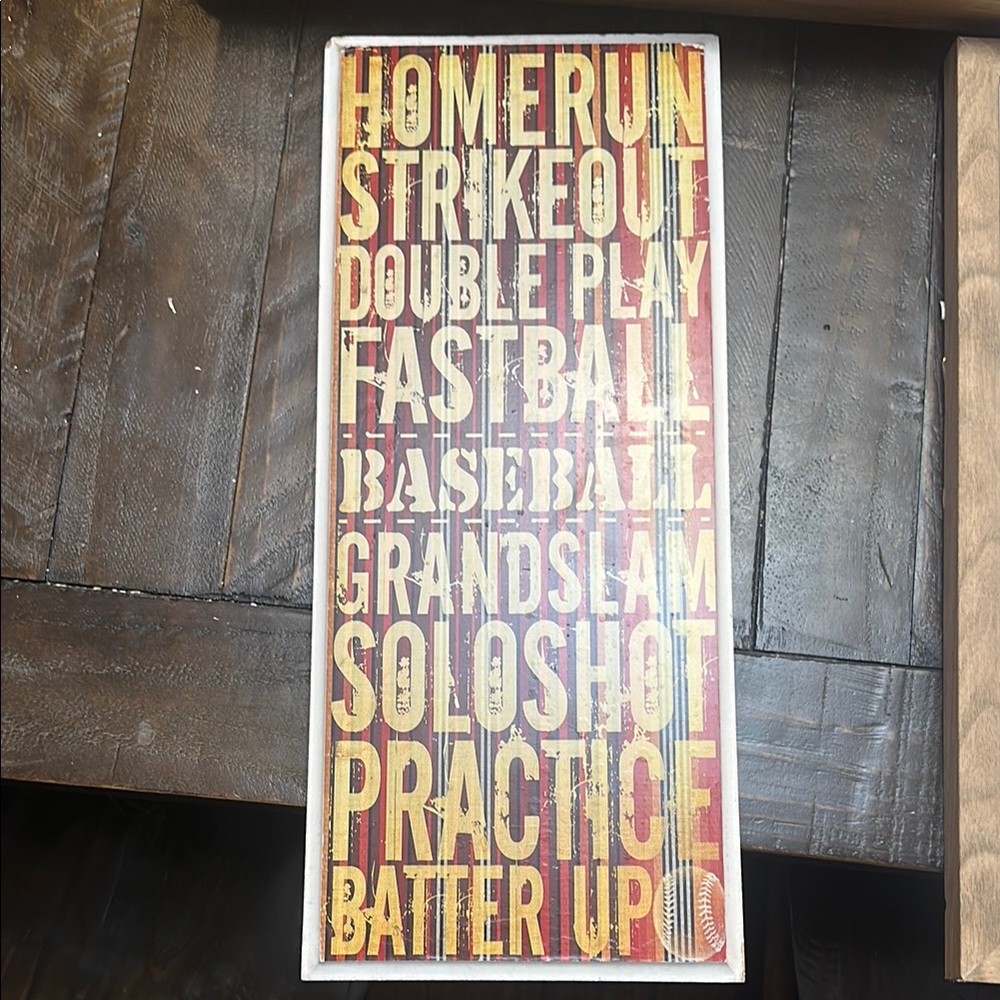 HOMERUN
STRIKEOUT
DOUBLE PLAY
FASTBALL
BASEBALL
GRANDSLAM
SOLOSHOT
PRACTICE
BATTER UP